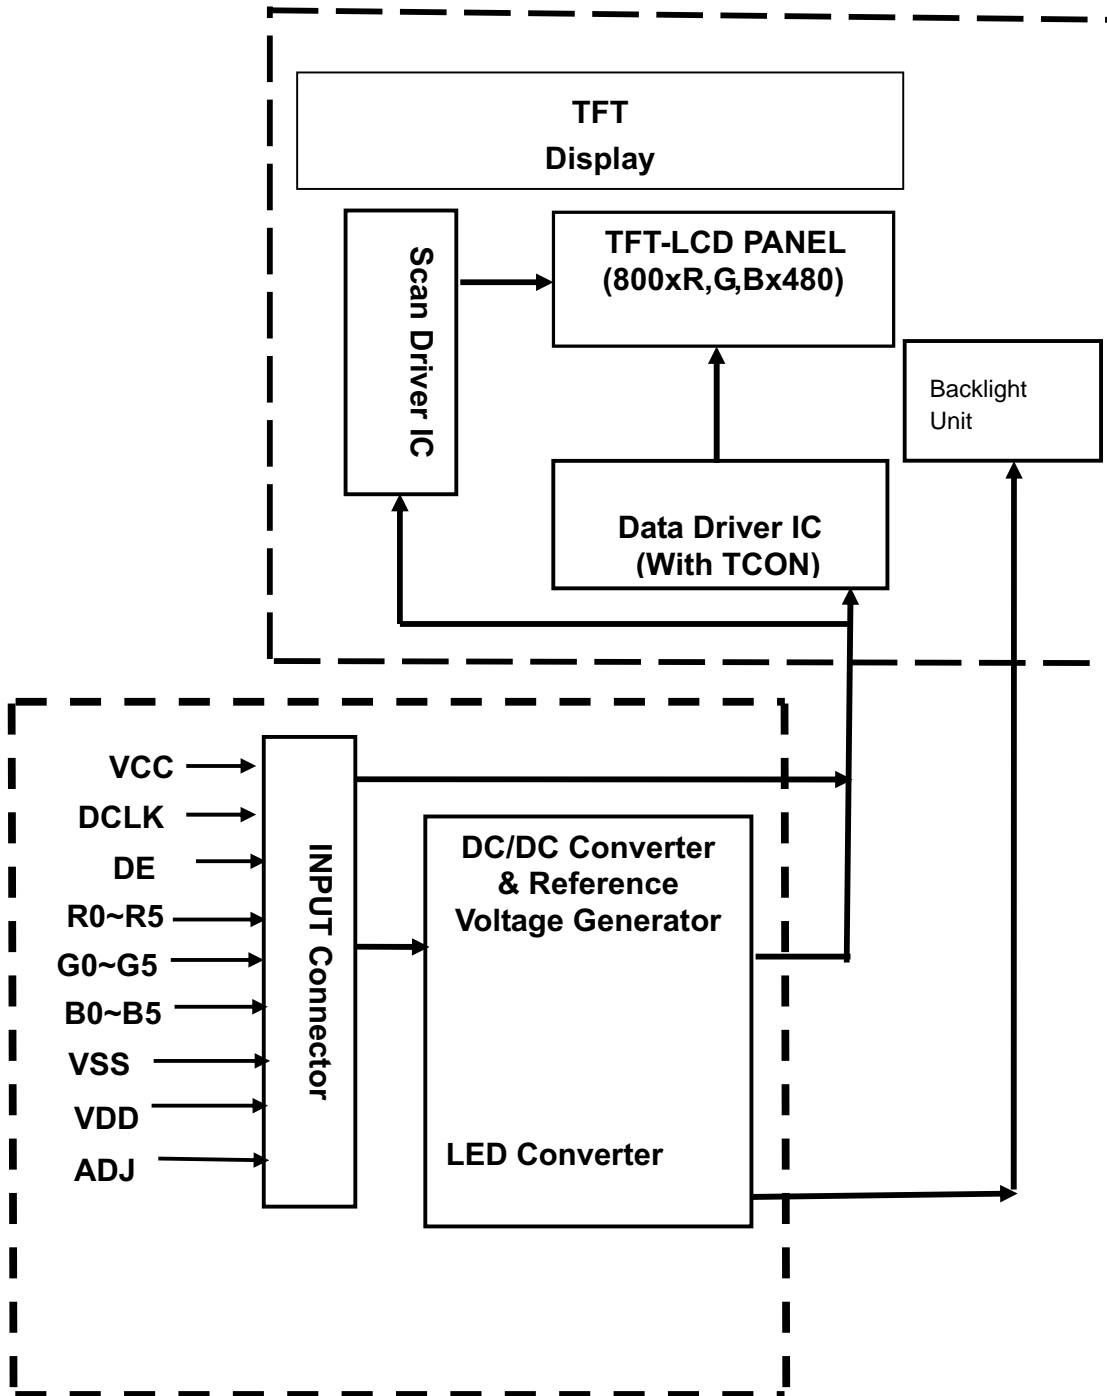 TFT
Display
TFT-LCD PANEL
(800xR,G,Bx480)
Scan Driver IC
Backlight
Unit
Data Driver IC
(With TCON)
VCC
DCLK
DE
R0~R5
G0~G5
B0~B5
VSS
VDD
ADJ
INPUT Connector
DC/DC Converter
& Reference
Voltage Generator
LED Converter